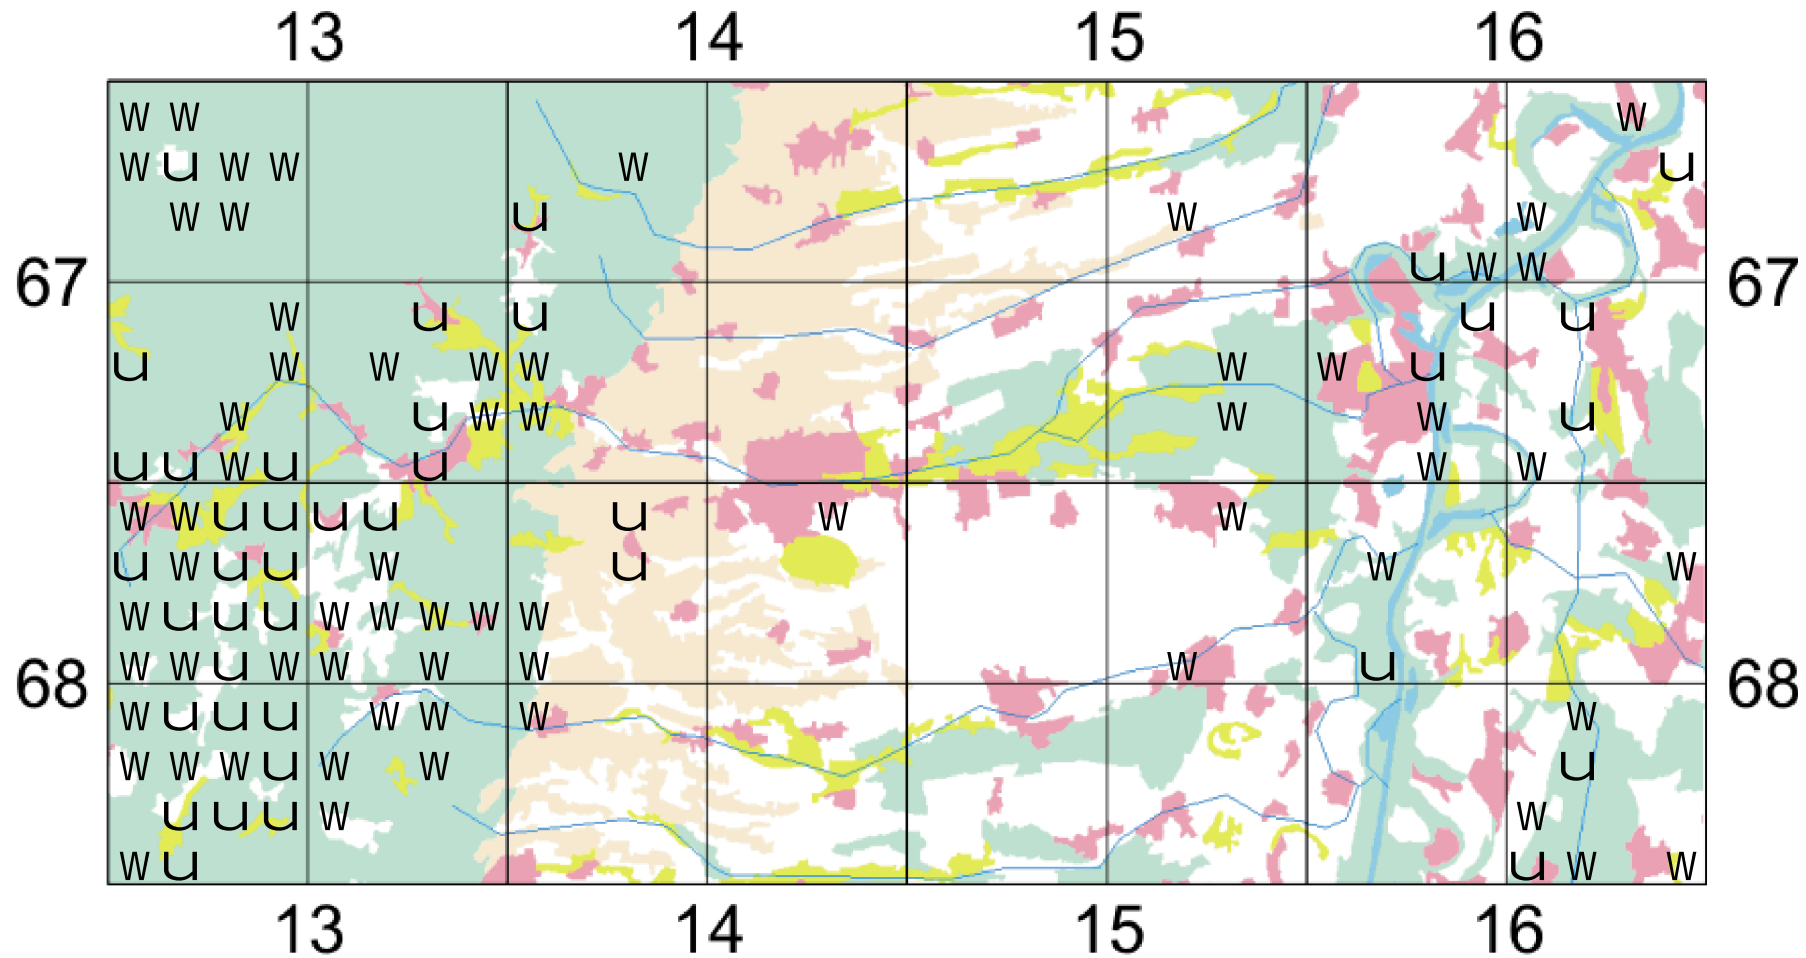 13 14 15 16
w w w
w u w w w u
w w u w w
67 u w w 67
w u u u u
u w w w w w w u
w u w w w w u
u u w u u w w
w w u u u u u w w
u w u u w u w w
w u u u w w w w w
68 w w u w w w w w w u 68
w u u u w w w w
w w w u w w u
u u u w w
w u u w w
13 14 15 16